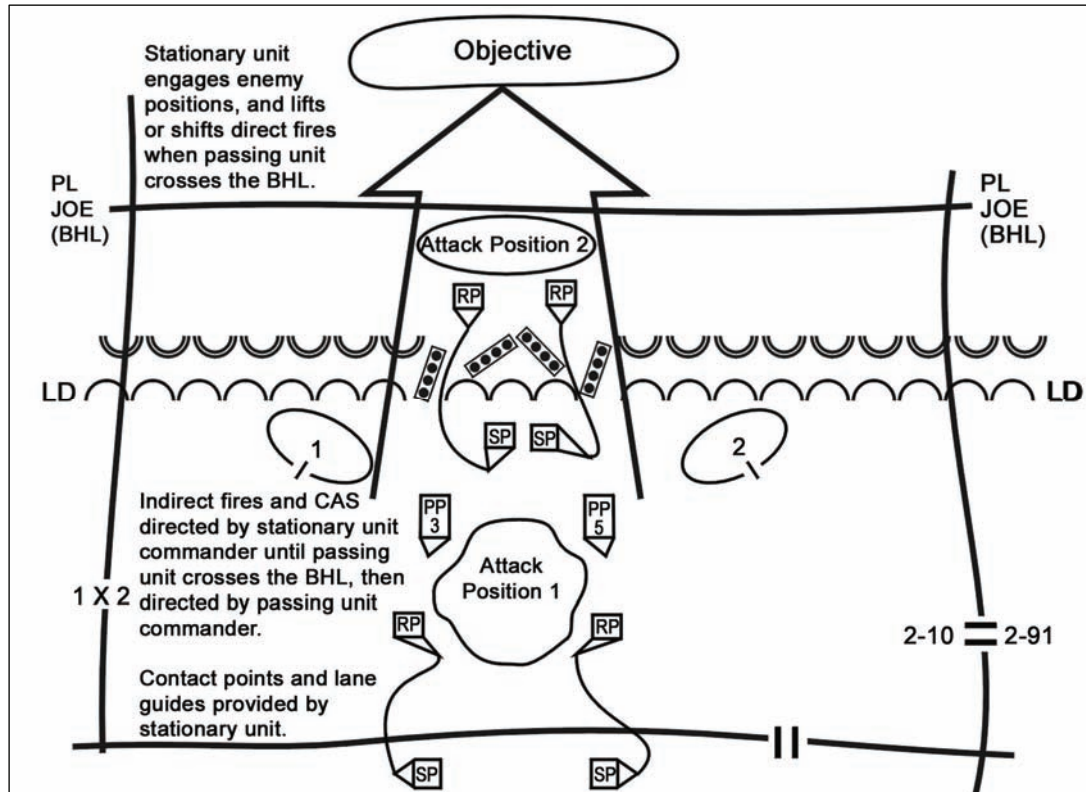 Objective
Stationary unit
engages enemy
positions, and lifts
or shifts direct fires
when passing unit
crosses the BHL.
PL
JOE
(BHL)
PL
JOE
(BHL)
Attack Position 2
RP
RP
LD
LD
1
SP
SP
2
Indirect fires and CAS
directed by stationary unit
commander until passing
unit crosses the BHL, then
directed by passing unit
commander.
PP
3
PP
5
Attack
Position 1
1 X 2
RP
RP
2-10
2-91
Contact points and lane
guides provided by
stationary unit.
SP
SP